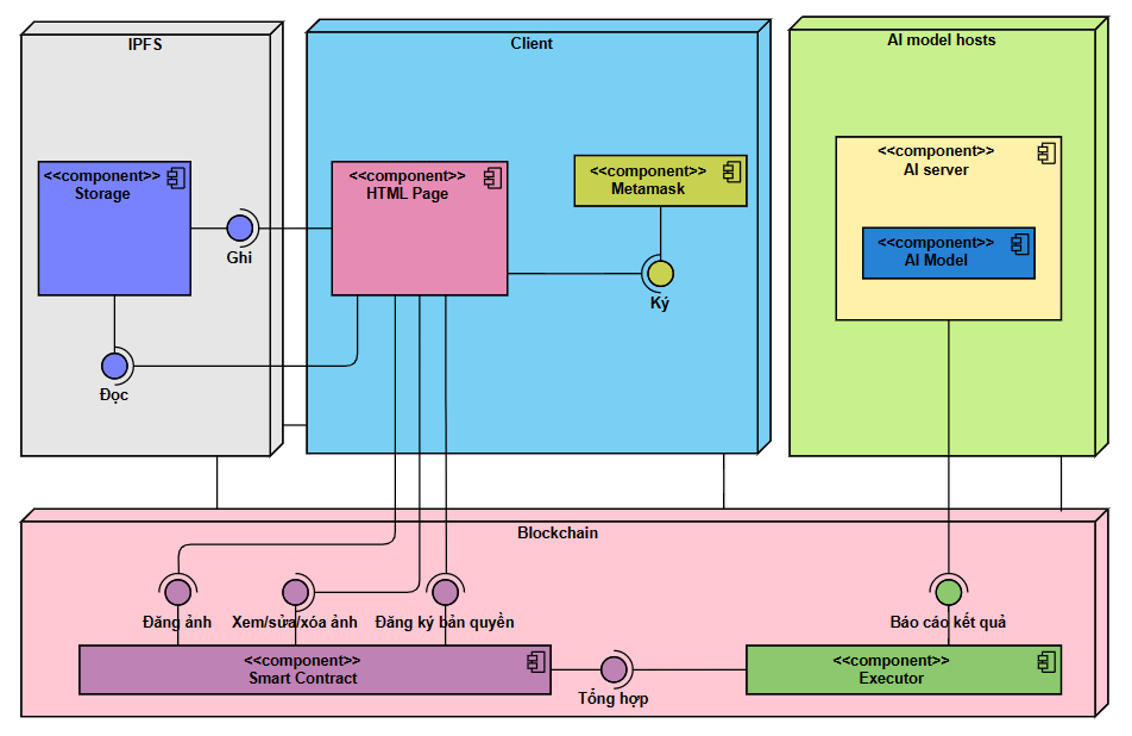 IPFS
Client
AI model hosts
<<component>>
Storage
<<component>>
HTML Page
<<component>>
Metamask
<<component>>
AI server
<<component>>
AI Model
Ghi
Ký
Đọc
Blockchain
Đăng ảnh
Xem/sửa/xóa ảnh
Đăng ký bản quyền
Báo cáo kết quả
<<component>>
Smart Contract
Tổng hợp
<<component>>
Executor